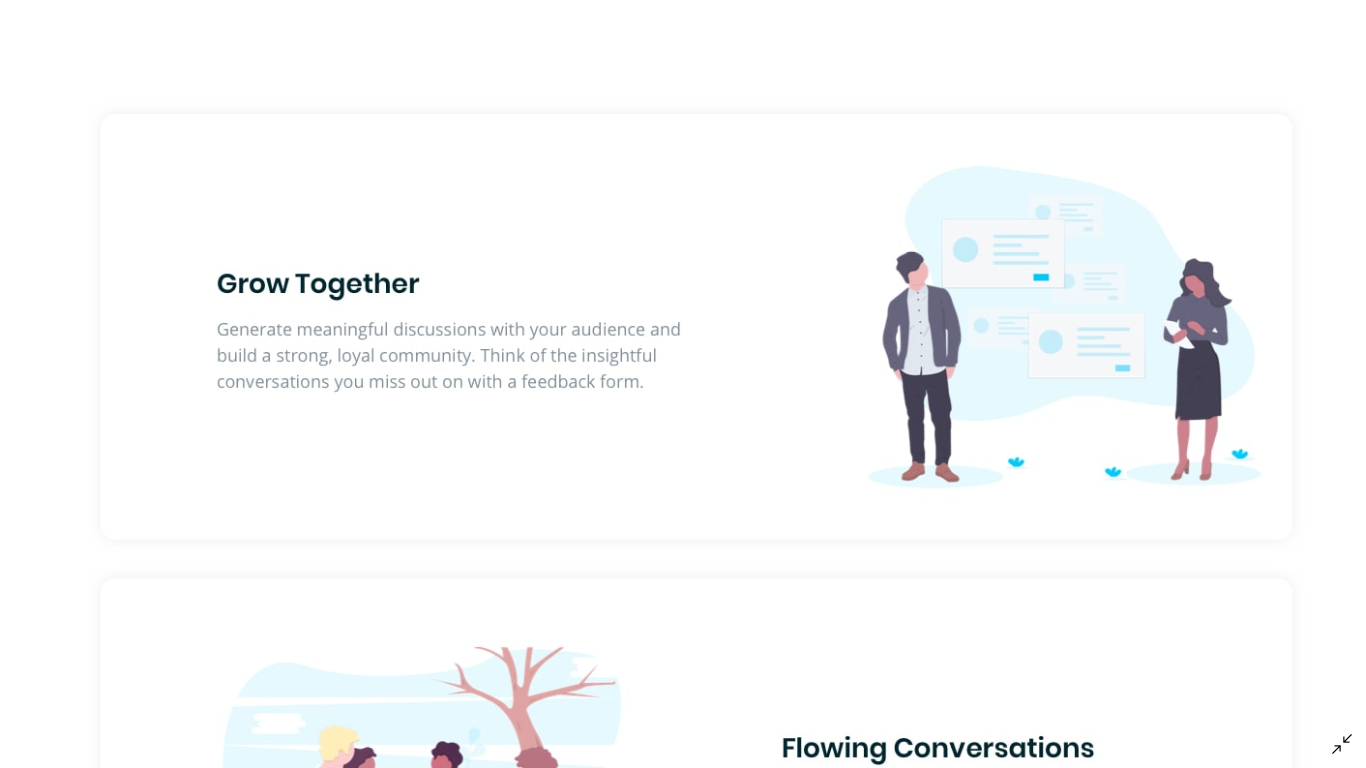 Grow Together
Generate meaningful discussions with your audience and
build a strong, loyal community. Think of the insightful
conversations you miss out on with a feedback form.
Flowing Conversations